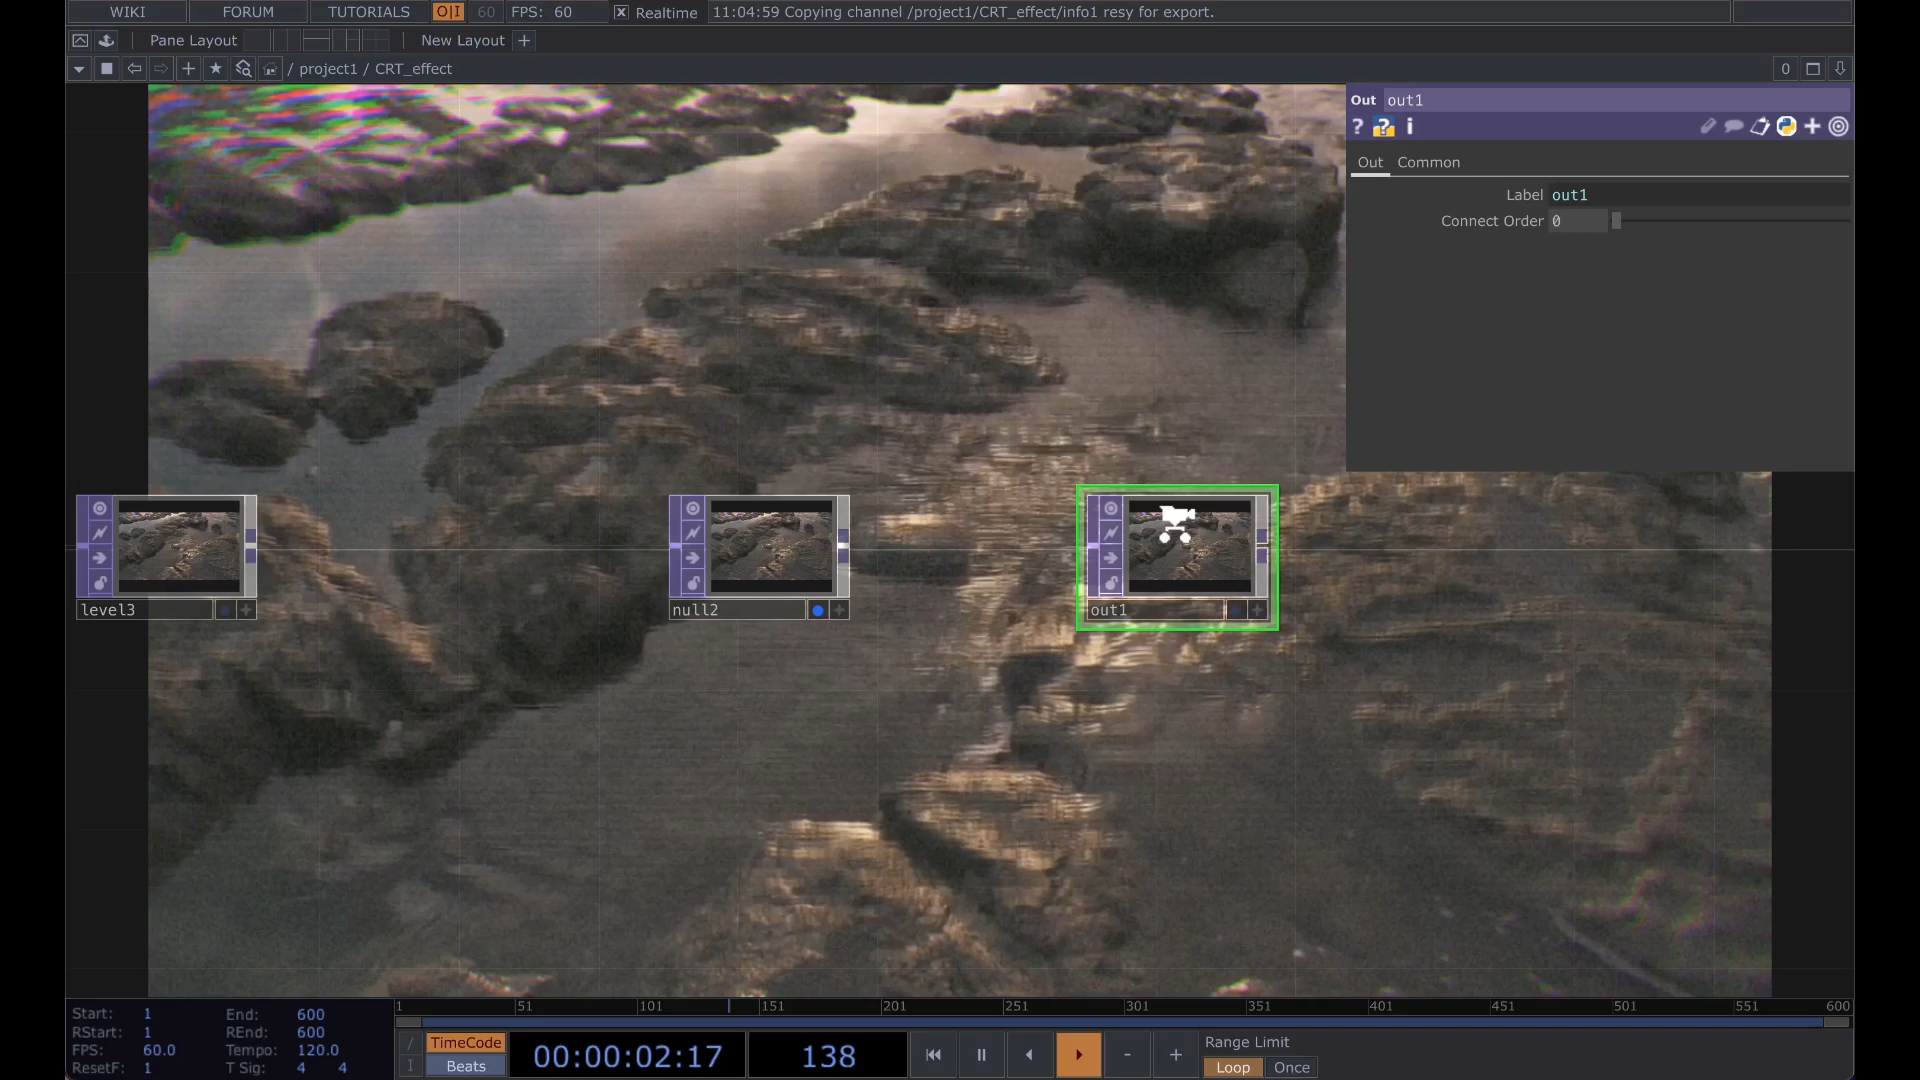 WIKI FORUM TUTORIALS O|I 60 FPS: 60 Realtime 11:04:59 Copying channel /project1/CRT_effect/info1 resy for export.
Pane Layout New Layout +
/ project1 / CRT_effect 0
Out out1
? ? i
Out Common
Label out1
Connect Order 0
level3 null2 out1
1 51 101 151 201 251 301 351 401 451 501 551 600
Start: 1 End: 600
RStart: 1 REnd: 600
FPS: 60.0 Tempo: 120.0
ResetF: 1 T Sig: 4 4
TimeCode
Beats
00:00:02:17 138 - +
Range Limit
Loop Once